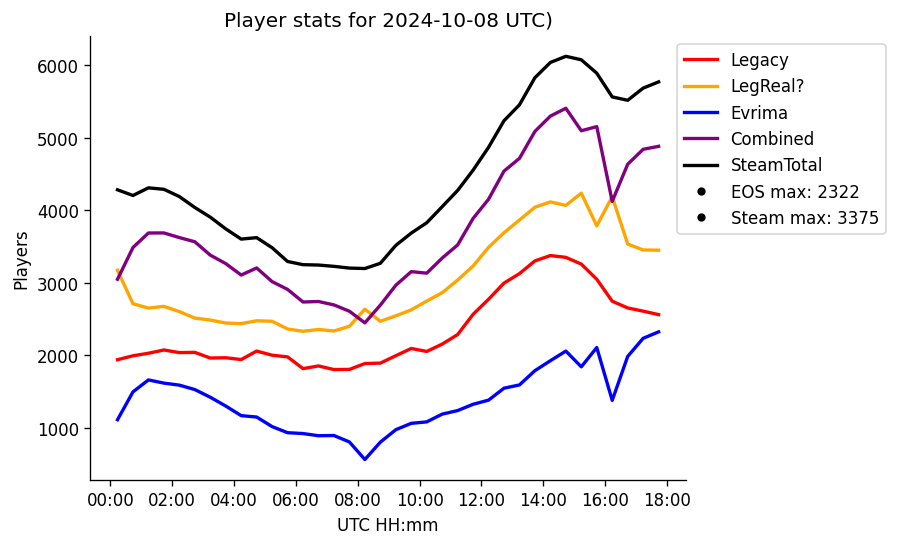 Player stats for 2024-10-08 UTC)
Players
6000
5000
4000
3000
2000
1000
00:00 02:00 04:00 06:00 08:00 10:00 12:00 14:00 16:00 18:00
UTC HH:mm
Legacy
LegReal?
Evrima
Combined
SteamTotal
EOS max: 2322
Steam max: 3375